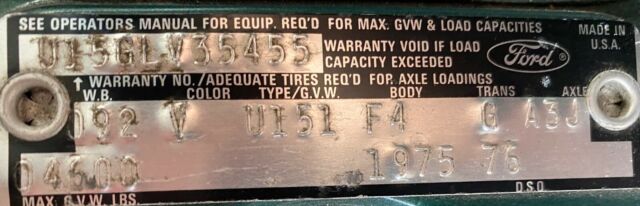 SEE OPERATORS MANUAL FOR EQUIP. REQ'D FOR MAX. GVW & LOAD CAPACITIES
U15GLV35455
WARRANTY VOID IF LOAD
CAPACITY EXCEEDED
Ford
MADE IN
U.S.A.
↑ WARRANTY NO./ADEQUATE TIRES REQ'D FOR AXLE LOADINGS
W.B. COLOR TYPE/G.V.W. BODY TRANS AXLE
092 V U151 F4 G A3J
04600 1975 76
MAX. G.V.W. LBS. D.S.O.